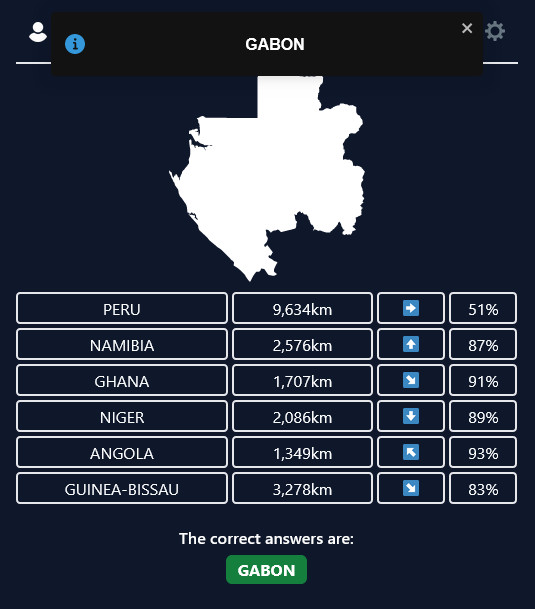 GABON
PERU 9,634km 51%
NAMIBIA 2,576km 87%
GHANA 1,707km 91%
NIGER 2,086km 89%
ANGOLA 1,349km 93%
GUINEA-BISSAU 3,278km 83%
The correct answers are:
GABON